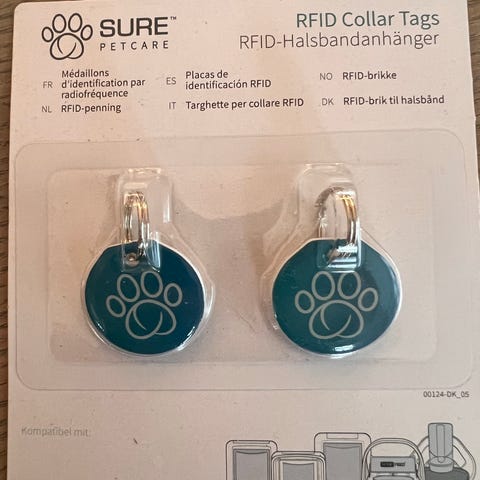 SURE™
PETCARE
RFID Collar Tags
RFID-Halsbandanhänger
FR Médaillons d'identification par radiofréquence
ES Placas de identificación RFID
NO RFID-brikke
NL RFID-penning
IT Targhette per collare RFID
DK RFID-brik til halsbånd
00124-DK_05
Kompatibel mit: